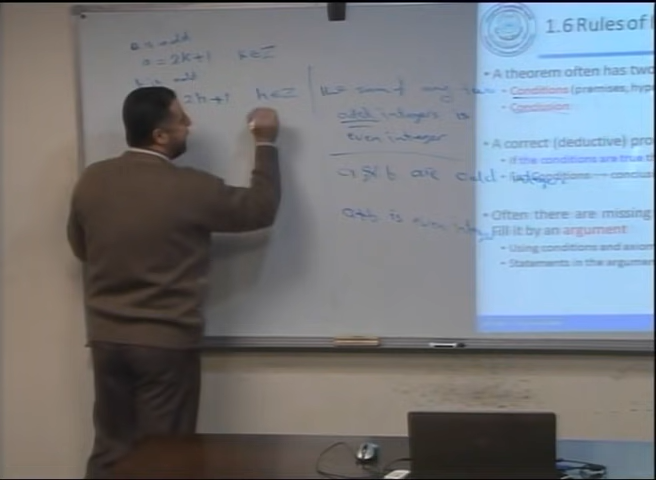 a is odd
a = 2k+1 k∈Z
is odd
2h+1 h∈Z
the sum of any two
odd integers is
even integer
a & b are odd integers
a+b is even
1.6 Rules of
• A theorem often has two
• Conditions (premises, hypo
• Conclusion
• A correct (deductive) pro
• If the conditions are true th
conclu
• Often there are missing
Fill it by an argument
• Using conditions and axiom
• Statements in the argumen